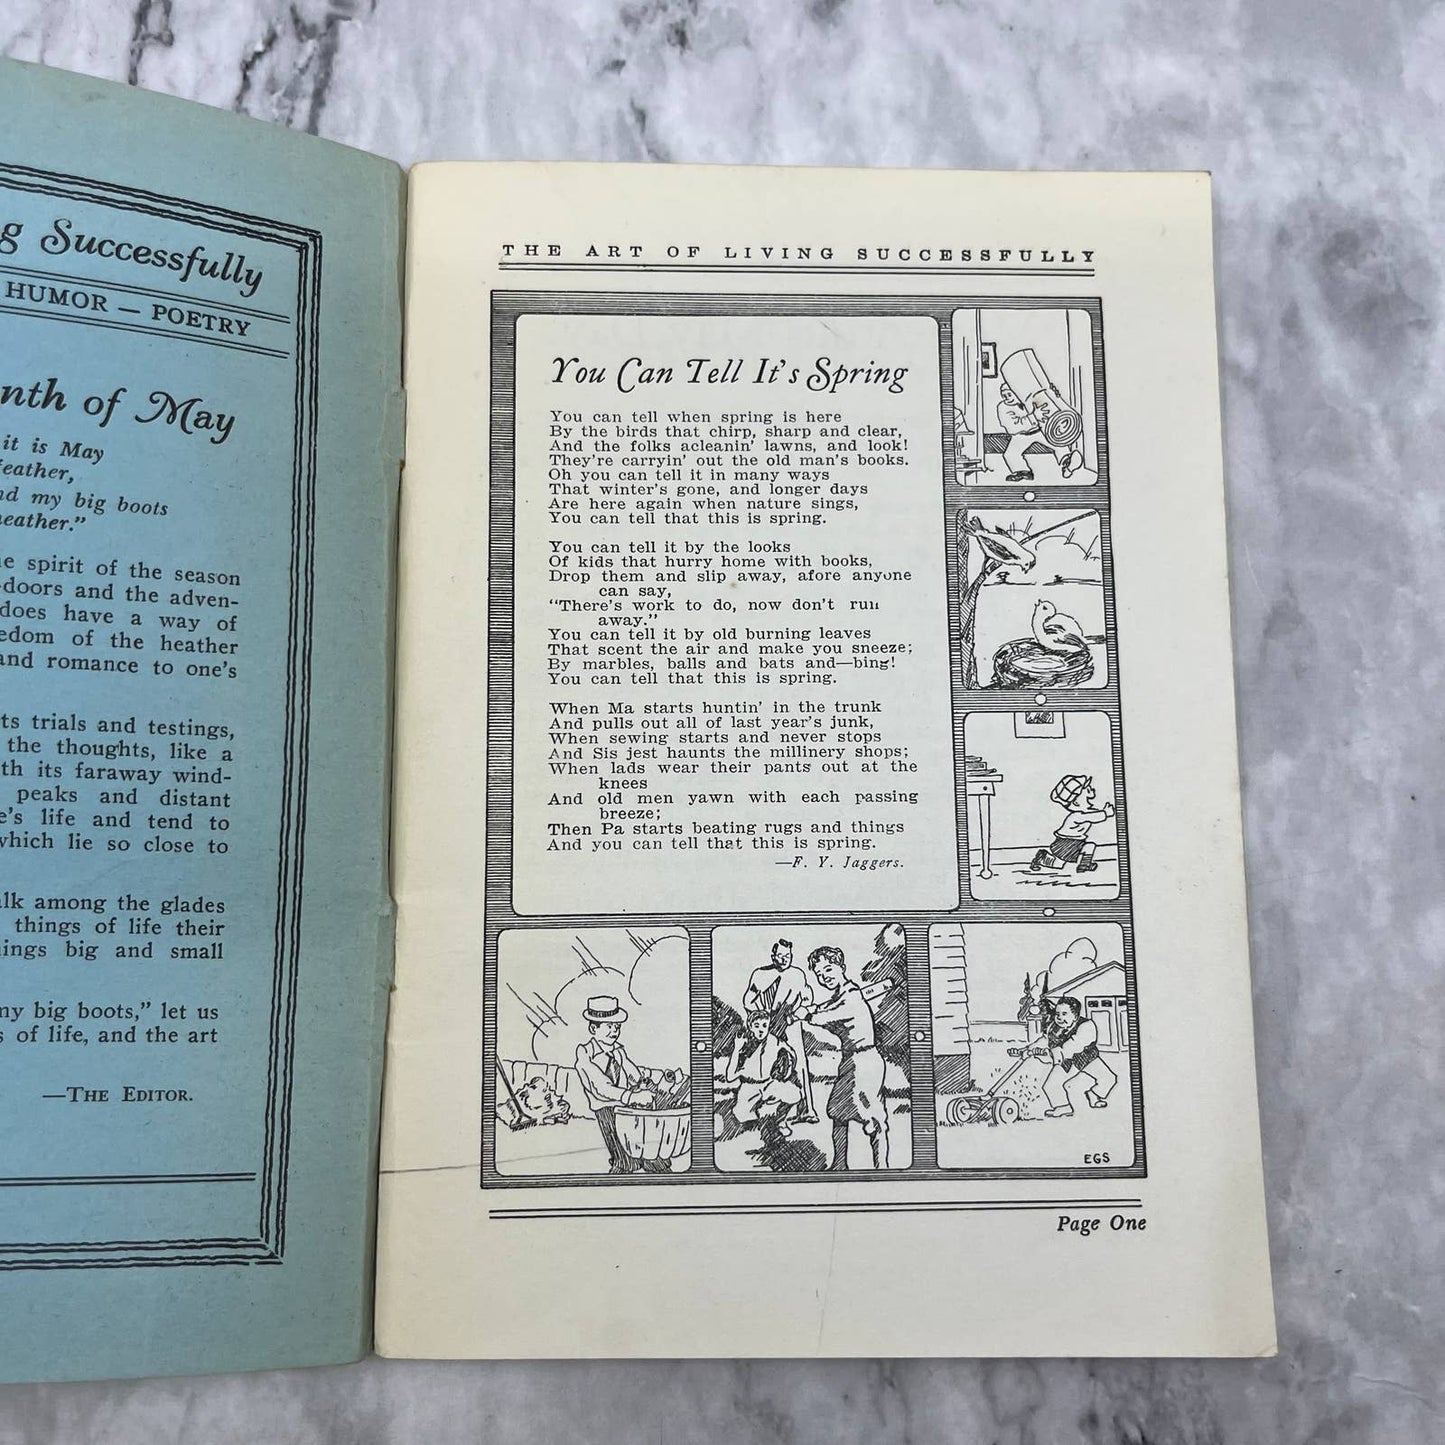 g Successfully
HUMOR — POETRY
nth of May
it is May
nd my big boots
heather."
e spirit of the season
-doors and the adven-
does have a way of
edom of the heather
and romance to one's
ts trials and testings,
the thoughts, like a
th its faraway wind-
peaks and distant
e's life and tend to
which lie so close to
alk among the glades
things of life their
ings big and small
my big boots," let us
s of life, and the art
—THE EDITOR.
THE ART OF LIVING SUCCESSFULLY
You Can Tell It's Spring
You can tell when spring is here
By the birds that chirp, sharp and clear,
And the folks acleanin' lawns, and look!
They're carryin' out the old man's books.
Oh you can tell it in many ways
That winter's gone, and longer days
Are here again when nature sings,
You can tell that this is spring.
You can tell it by the looks
Of kids that hurry home with books,
Drop them and slip away, afore anyone
can say,
"There's work to do, now don't run
away."
You can tell it by old burning leaves
That scent the air and make you sneeze;
By marbles, balls and bats and—bing!
You can tell that this is spring.
When Ma starts huntin' in the trunk
And pulls out all of last year's junk,
When sewing starts and never stops
And Sis jest haunts the millinery shops;
When lads wear their pants out at the
knees
And old men yawn with each passing
breeze;
Then Pa starts beating rugs and things
And you can tell that this is spring.
—F. Y. Jaggers.
EGS
Page One